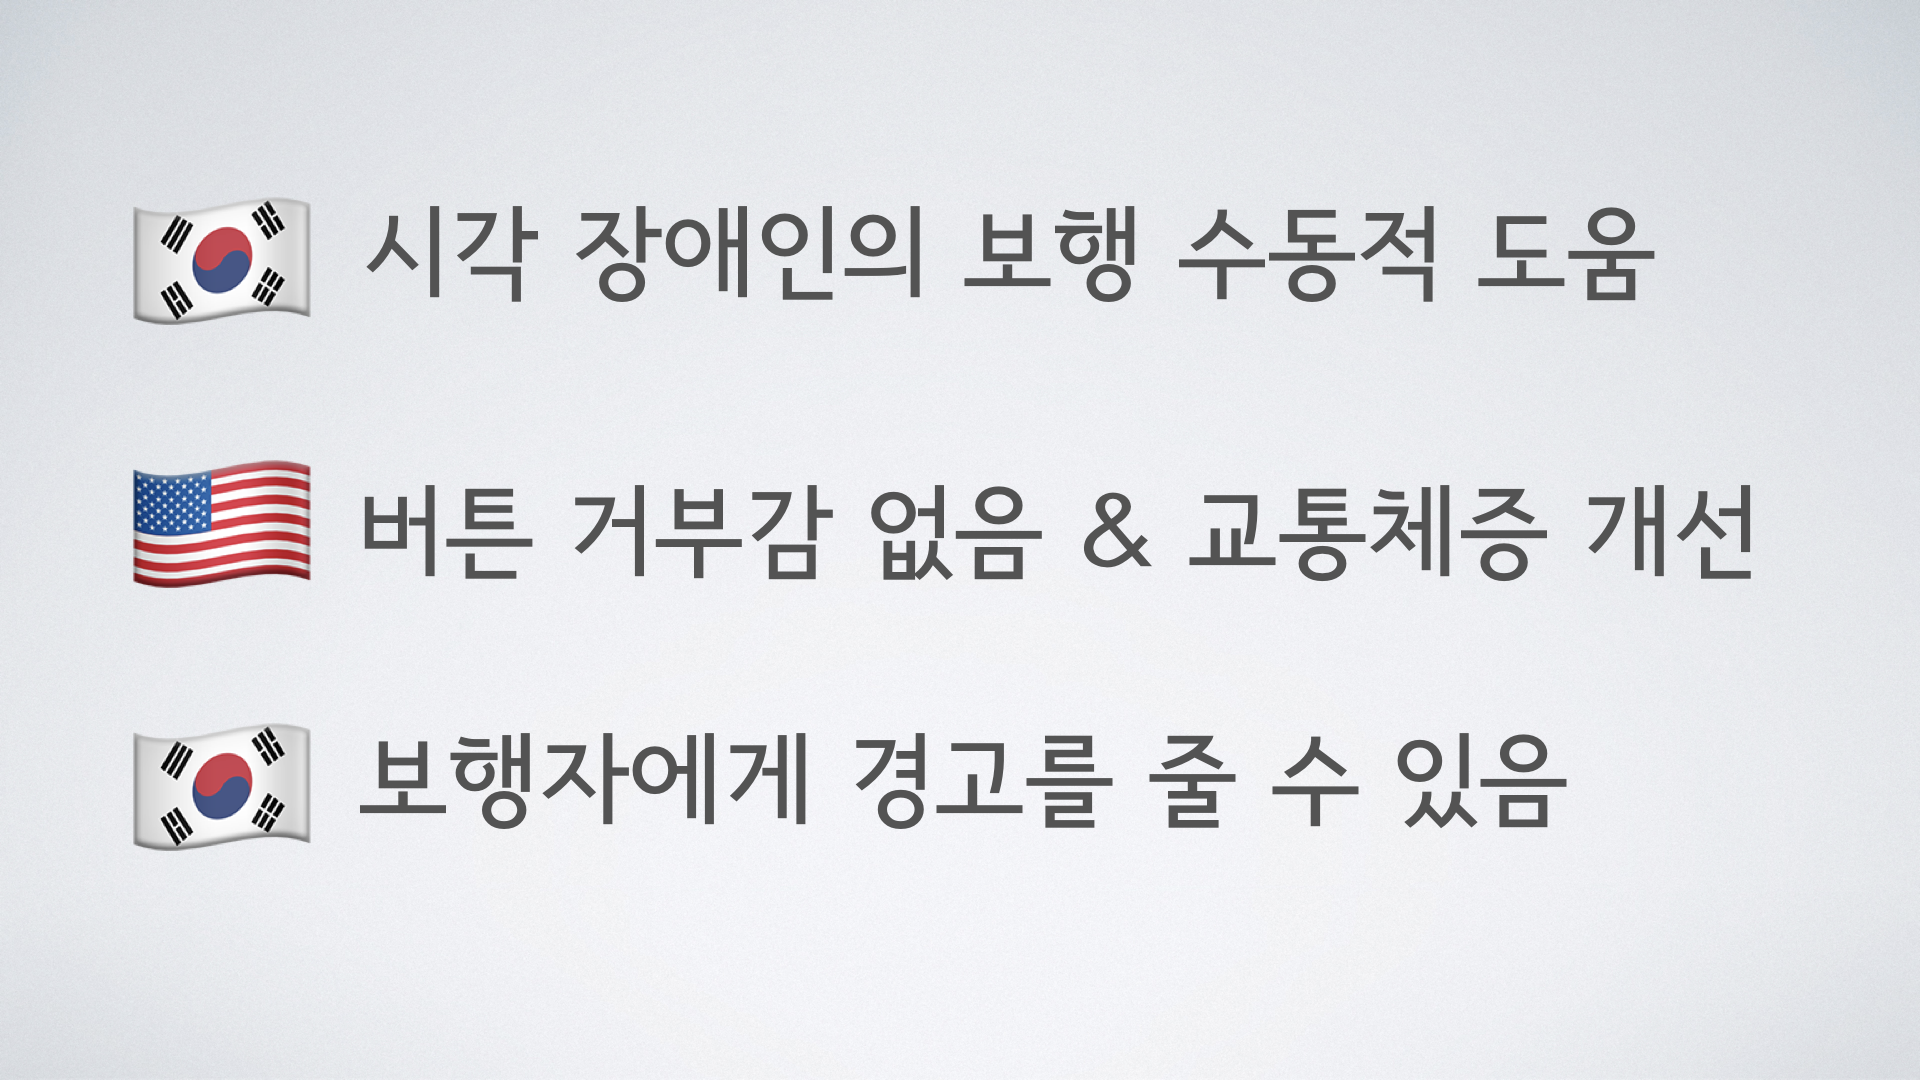 🇰🇷 시각 장애인의 보행 수동적 도움
🇺🇸 버튼 거부감 없음 & 교통체증 개선
🇰🇷 보행자에게 경고를 줄 수 있음